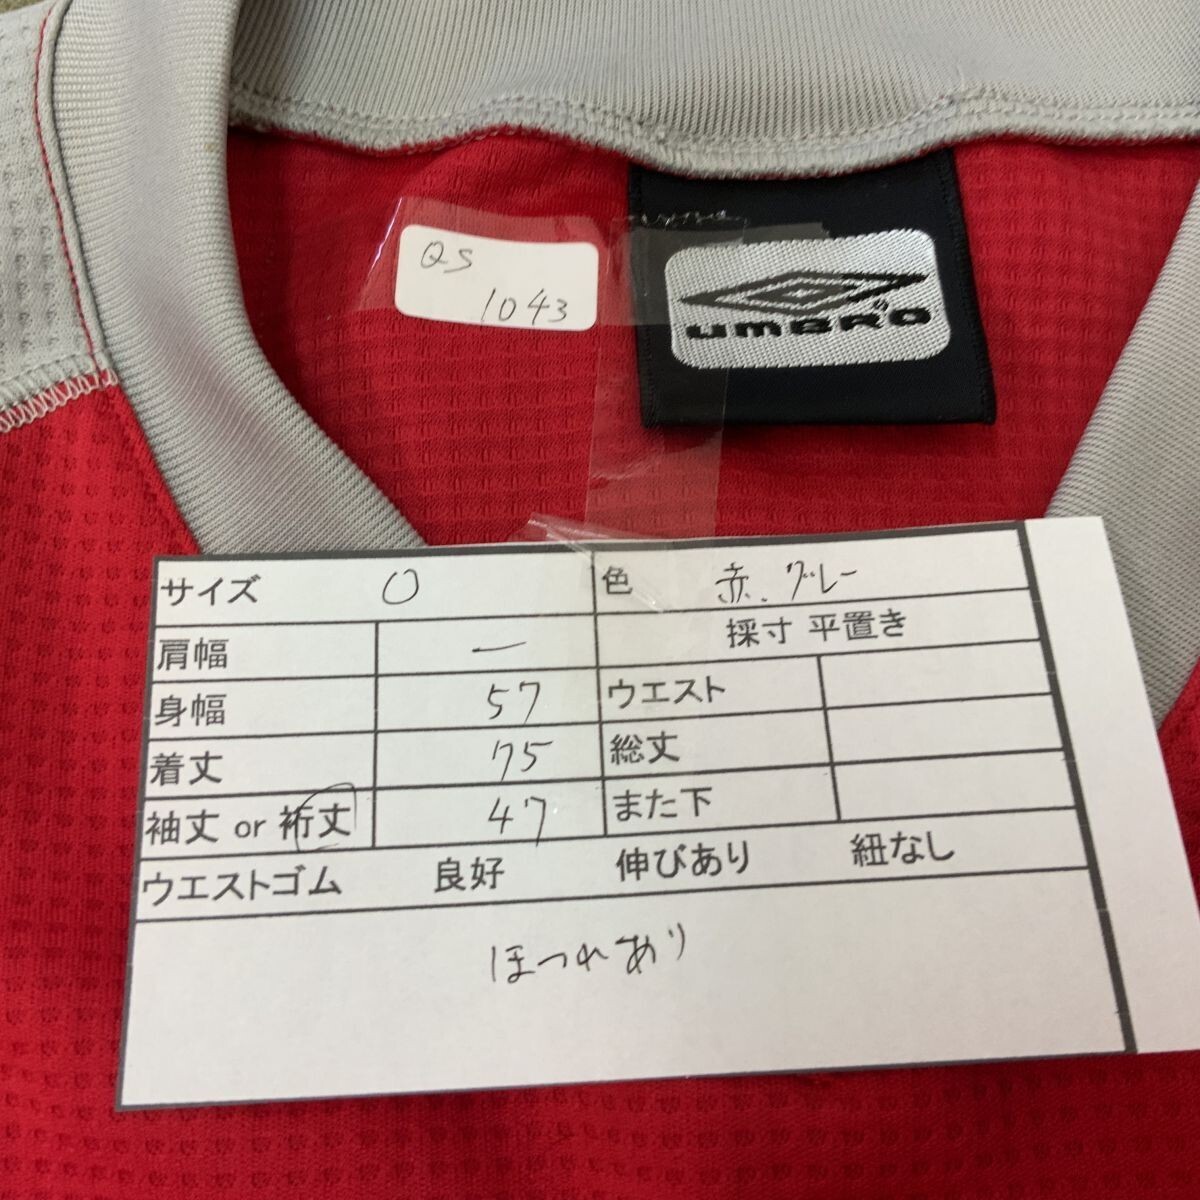 QS
1043
umBRO
サイズ O 色 赤.グレー
肩幅 ー 採寸 平置き
身幅 57 ウエスト
着丈 75 総丈
袖丈 or 裄丈 47 また下
ウエストゴム 良好 伸びあり 紐なし
ほつれあり